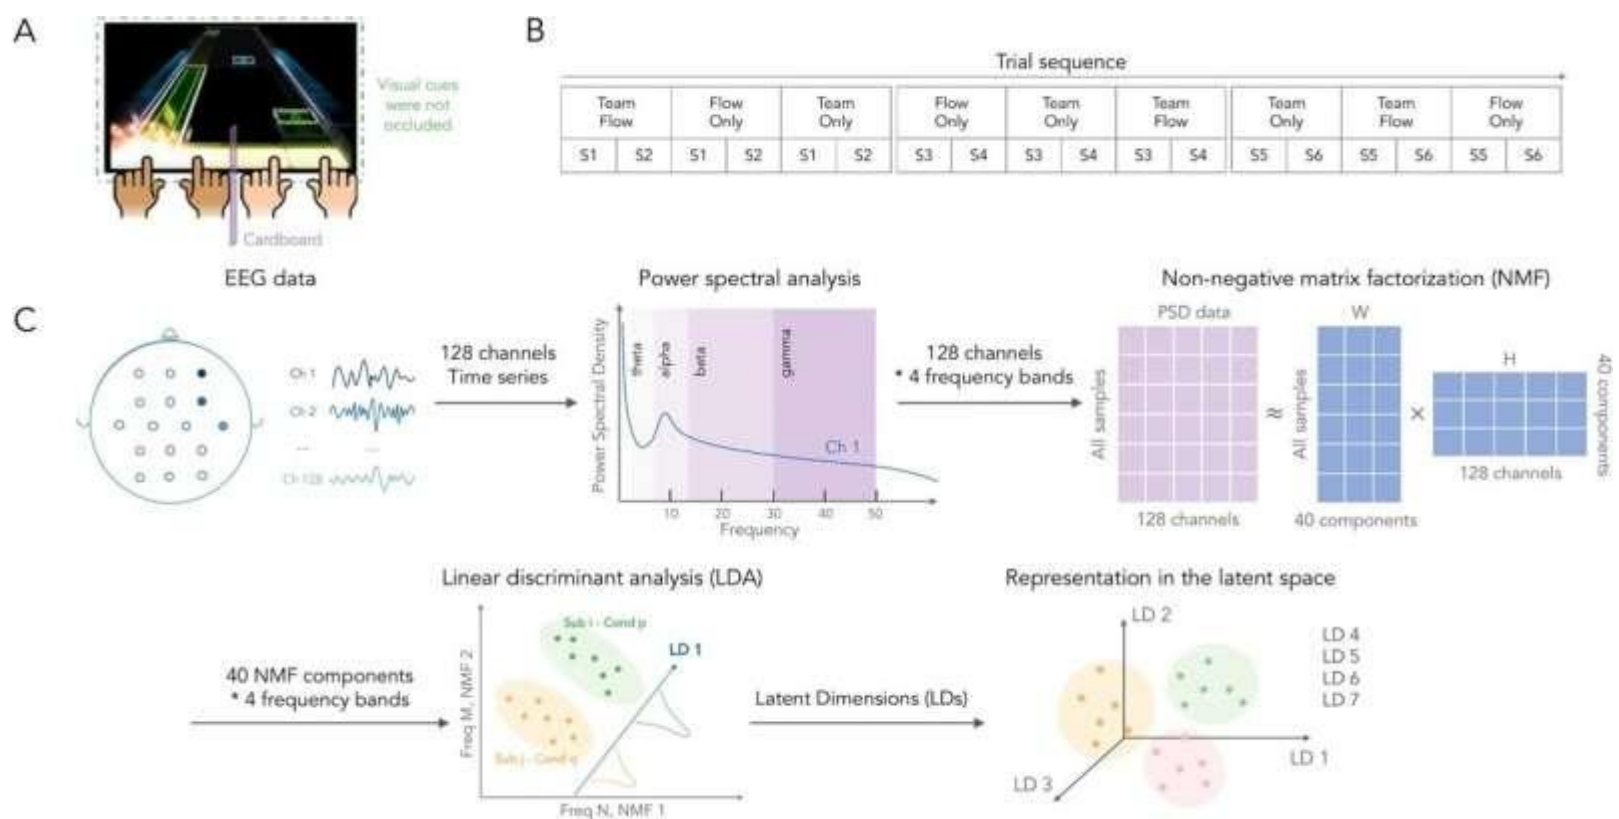 A
Visual cues
were not
occluded
Cardboard
B
Trial sequence
Team Flow
Flow Only
Team Only
Flow Only
Team Only
Team Flow
Team Only
Team Flow
Flow Only
S1 S2 S1 S2 S1 S2 S3 S4 S3 S4 S3 S4 S5 S6 S5 S6 S5 S6
C
EEG data
Ch 1
Ch 2
...
...
Ch 128
128 channels
Time series
Power spectral analysis
Power Spectral Density
theta
alpha
beta
gamma
Ch 1
10 20 30 40 50
Frequency
128 channels
* 4 frequency bands
Non-negative matrix factorization (NMF)
PSD data
All samples
128 channels
≈
W
All samples
40 components
×
H
40 components
128 channels
40 NMF components
* 4 frequency bands
Linear discriminant analysis (LDA)
Freq M, NMF 2
Sub i - Cond p
LD 1
Sub j - Cond q
Freq N, NMF 1
Latent Dimensions (LDs)
Representation in the latent space
LD 2
LD 1
LD 3
LD 4
LD 5
LD 6
LD 7